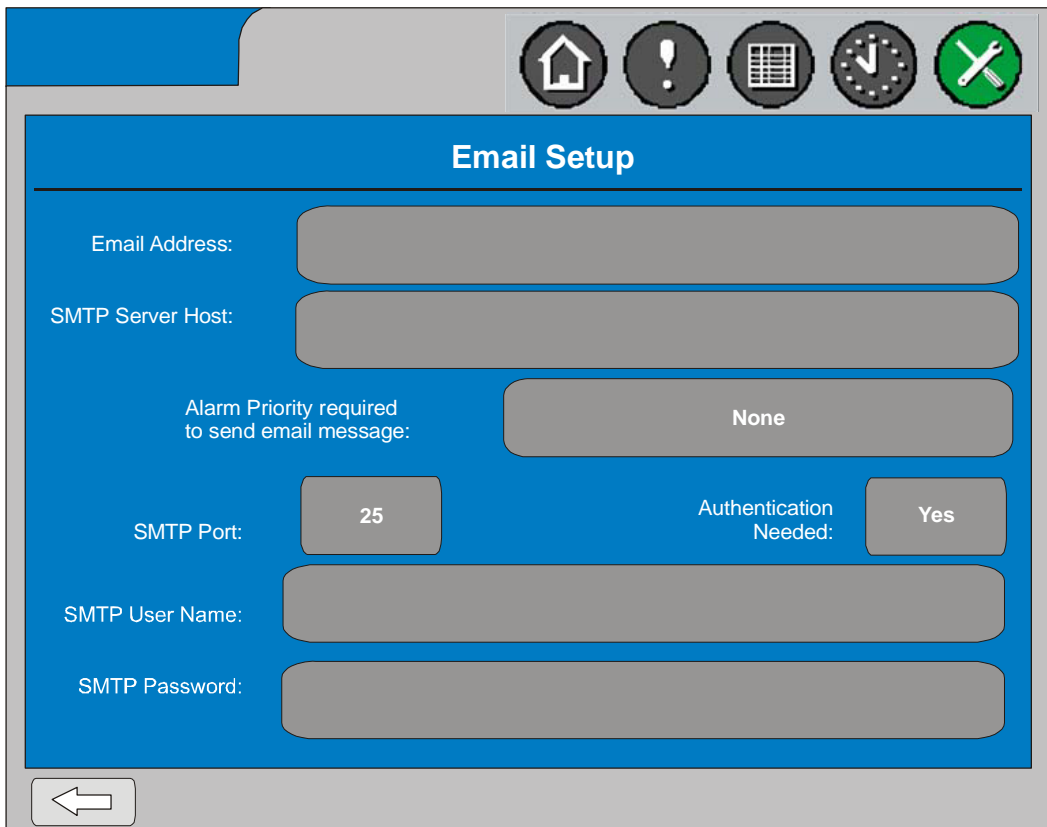 Email Setup
Email Address:
SMTP Server Host:
Alarm Priority required
to send email message:
None
SMTP Port:
25
Authentication
Needed:
Yes
SMTP User Name:
SMTP Password: